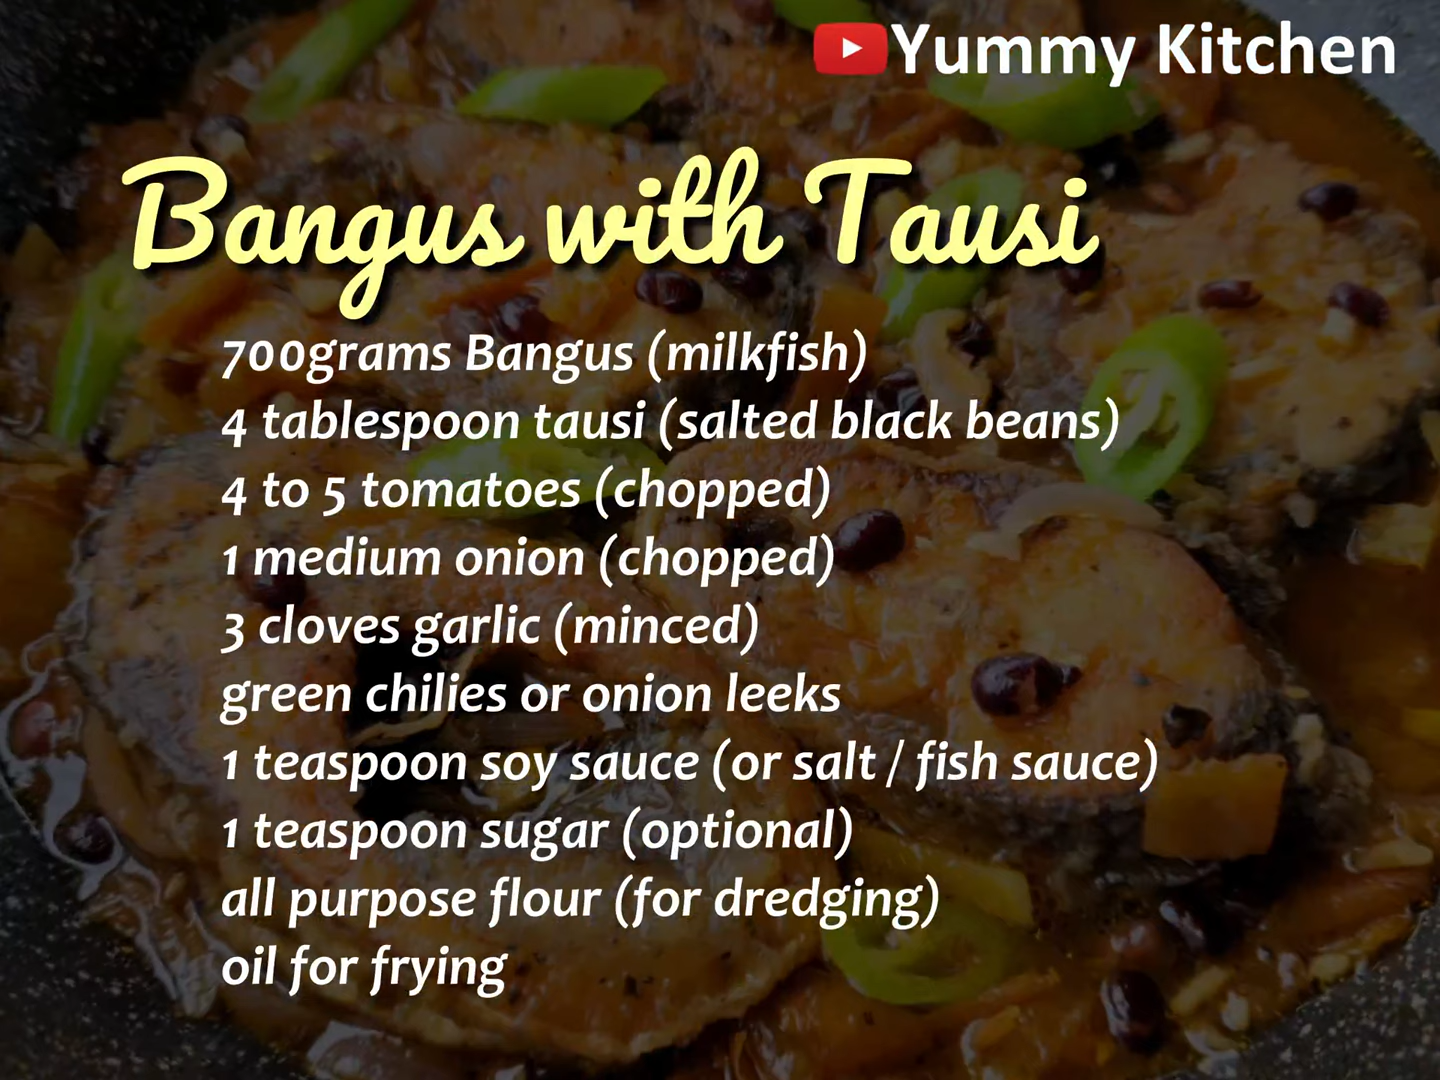 Yummy Kitchen
Bangus with Tausi
700grams Bangus (milkfish)
4 tablespoon tausi (salted black beans)
4 to 5 tomatoes (chopped)
1 medium onion (chopped)
3 cloves garlic (minced)
green chilies or onion leeks
1 teaspoon soy sauce (or salt / fish sauce)
1 teaspoon sugar (optional)
all purpose flour (for dredging)
oil for frying